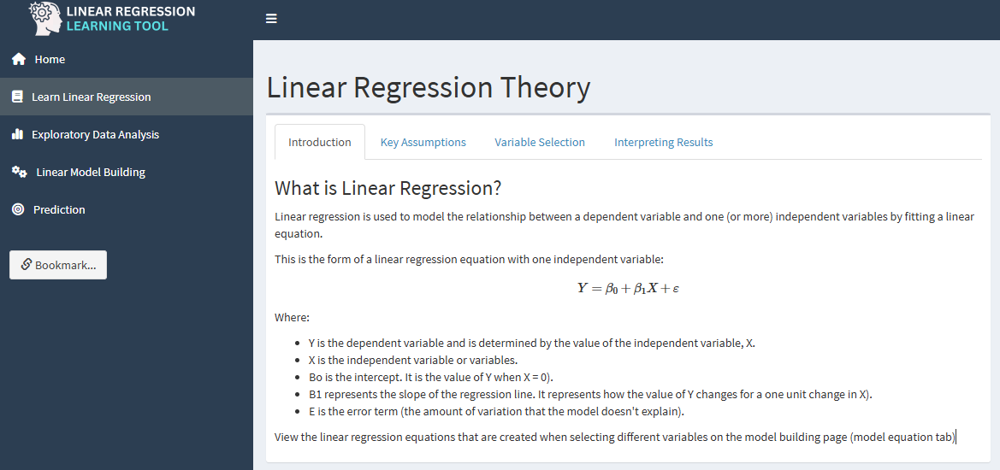 LINEAR REGRESSION
LEARNING TOOL
Home
Learn Linear Regression
Exploratory Data Analysis
Linear Model Building
Prediction
Bookmark...
Linear Regression Theory
Introduction Key Assumptions Variable Selection Interpreting Results
What is Linear Regression?
Linear regression is used to model the relationship between a dependent variable and one (or more) independent variables by fitting a linear
equation.
This is the form of a linear regression equation with one independent variable:
Y = β₀ + β₁X + ε
Where:
• Y is the dependent variable and is determined by the value of the independent variable, X.
• X is the independent variable or variables.
• Bo is the intercept. It is the value of Y when X = 0).
• B1 represents the slope of the regression line. It represents how the value of Y changes for a one unit change in X).
• E is the error term (the amount of variation that the model doesn't explain).
View the linear regression equations that are created when selecting different variables on the model building page (model equation tab)